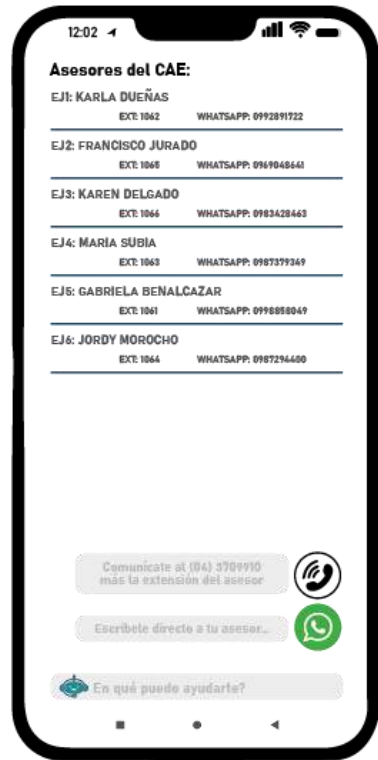 12:02
Asesores del CAE:
EJ1: KARLA DUEÑAS
EXT: 1062 WHATSAPP: 0992891722
EJ2: FRANCISCO JURADO
EXT: 1065 WHATSAPP: 0969048641
EJ3: KAREN DELGADO
EXT: 1066 WHATSAPP: 0983428463
EJ4: MARIA SUBIA
EXT: 1063 WHATSAPP: 0987379349
EJ5: GABRIELA BENALCAZAR
EXT: 1061 WHATSAPP: 0998858049
EJ6: JORDY MOROCHO
EXT: 1064 WHATSAPP: 0987294400
Comunícate al (04) 3709910
más la extensión del asesor
Escríbele directo a tu asesor...
En qué puedo ayudarte?